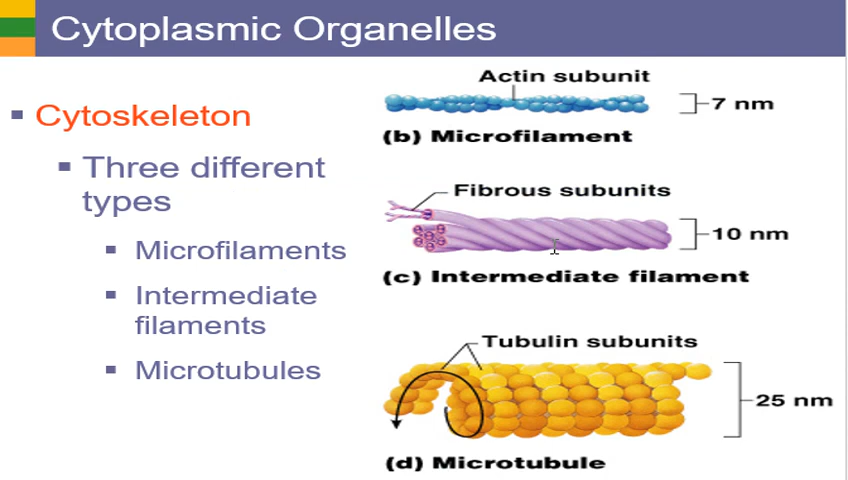 Cytoplasmic Organelles
Cytoskeleton
Three different
types
Microfilaments
Intermediate
filaments
Microtubules
Actin subunit
7 nm
(b) Microfilament
Fibrous subunits
10 nm
(c) Intermediate filament
Tubulin subunits
25 nm
(d) Microtubule